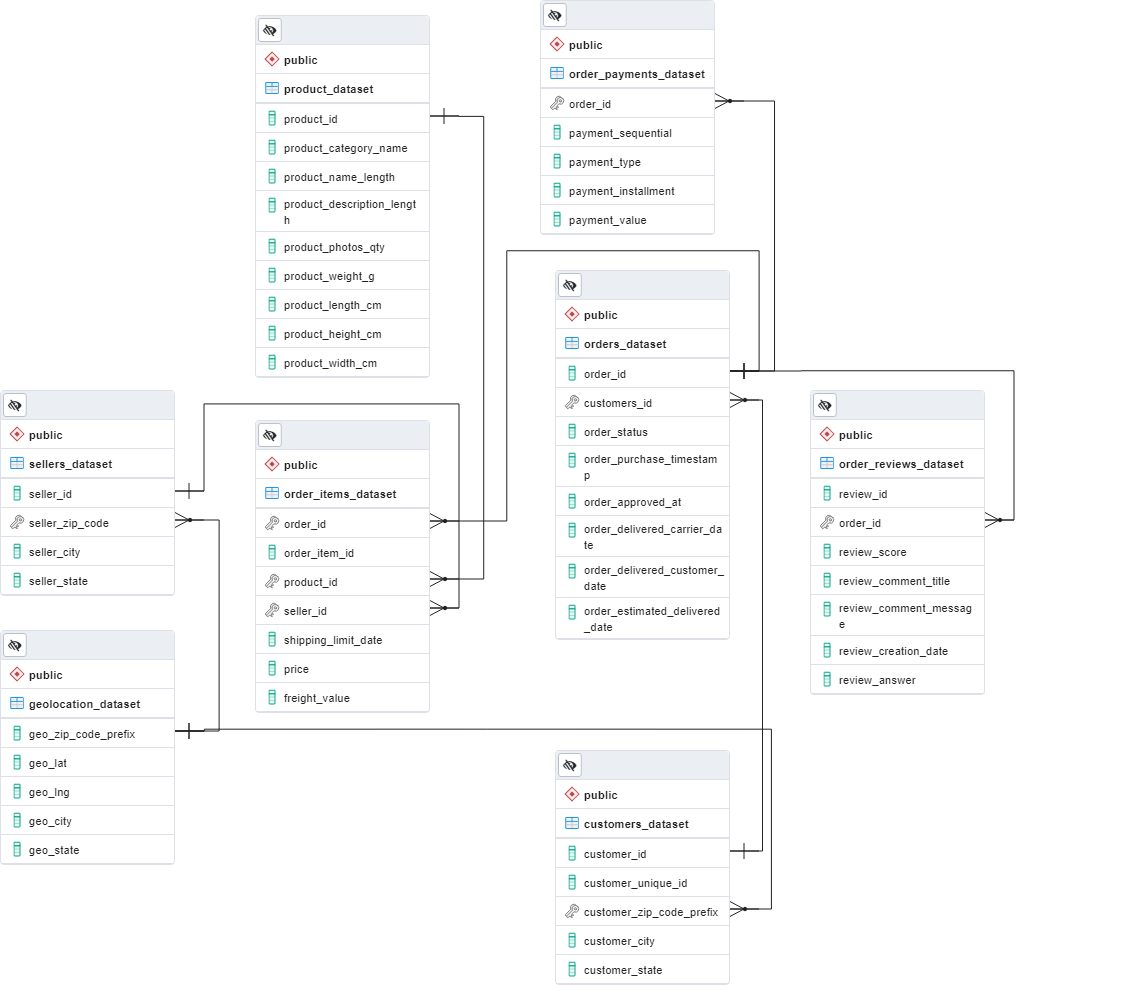 public
product_dataset
product_id
product_category_name
product_name_length
product_description_lengt
h
product_photos_qty
product_weight_g
product_length_cm
product_height_cm
product_width_cm
public
order_payments_dataset
order_id
payment_sequential
payment_type
payment_installment
payment_value
public
orders_dataset
order_id
customers_id
order_status
order_purchase_timestam
p
order_approved_at
order_delivered_carrier_da
te
order_delivered_customer_
date
order_estimated_delivered
_date
public
sellers_dataset
seller_id
seller_zip_code
seller_city
seller_state
public
order_items_dataset
order_id
order_item_id
product_id
seller_id
shipping_limit_date
price
freight_value
public
order_reviews_dataset
review_id
order_id
review_score
review_comment_title
review_comment_messag
e
review_creation_date
review_answer
public
geolocation_dataset
geo_zip_code_prefix
geo_lat
geo_lng
geo_city
geo_state
public
customers_dataset
customer_id
customer_unique_id
customer_zip_code_prefix
customer_city
customer_state